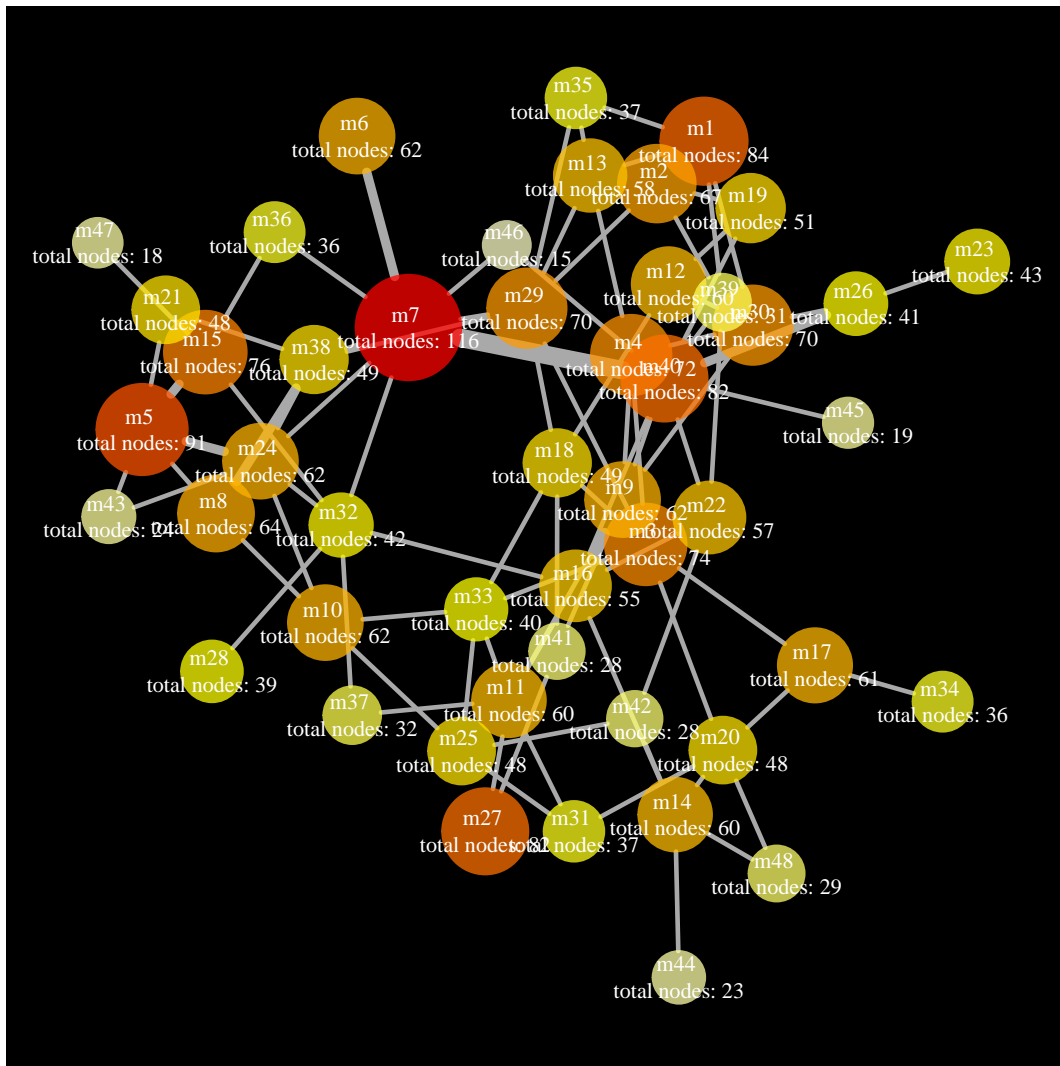 m35
total nodes: 37
m1
total nodes: 84
m6
total nodes: 62
m13
total nodes: 58
m2
total nodes: 67
m19
total nodes: 51
m47
total nodes: 18
m36
total nodes: 36
m46
total nodes: 15
m23
total nodes: 43
m12
total nodes: 60
m39
total nodes: 31
m21
total nodes: 48
m7
total nodes: 116
m29
total nodes: 70
m26
total nodes: 41
m30
total nodes: 70
m15
total nodes: 76
m38
total nodes: 49
m4
total nodes: 72
m40
total nodes: 82
m5
total nodes: 91
m45
total nodes: 19
m24
total nodes: 62
m18
total nodes: 49
m43
total nodes: 24
m8
total nodes: 64
m9
total nodes: 62
m22
total nodes: 57
m32
total nodes: 42
m3
total nodes: 74
m16
total nodes: 55
m10
total nodes: 62
m33
total nodes: 40
m41
total nodes: 28
m28
total nodes: 39
m17
total nodes: 61
m34
total nodes: 36
m37
total nodes: 32
m11
total nodes: 60
m42
total nodes: 28
m25
total nodes: 48
m20
total nodes: 48
m14
total nodes: 60
m27
total nodes: 82
m31
total nodes: 37
m48
total nodes: 29
m44
total nodes: 23